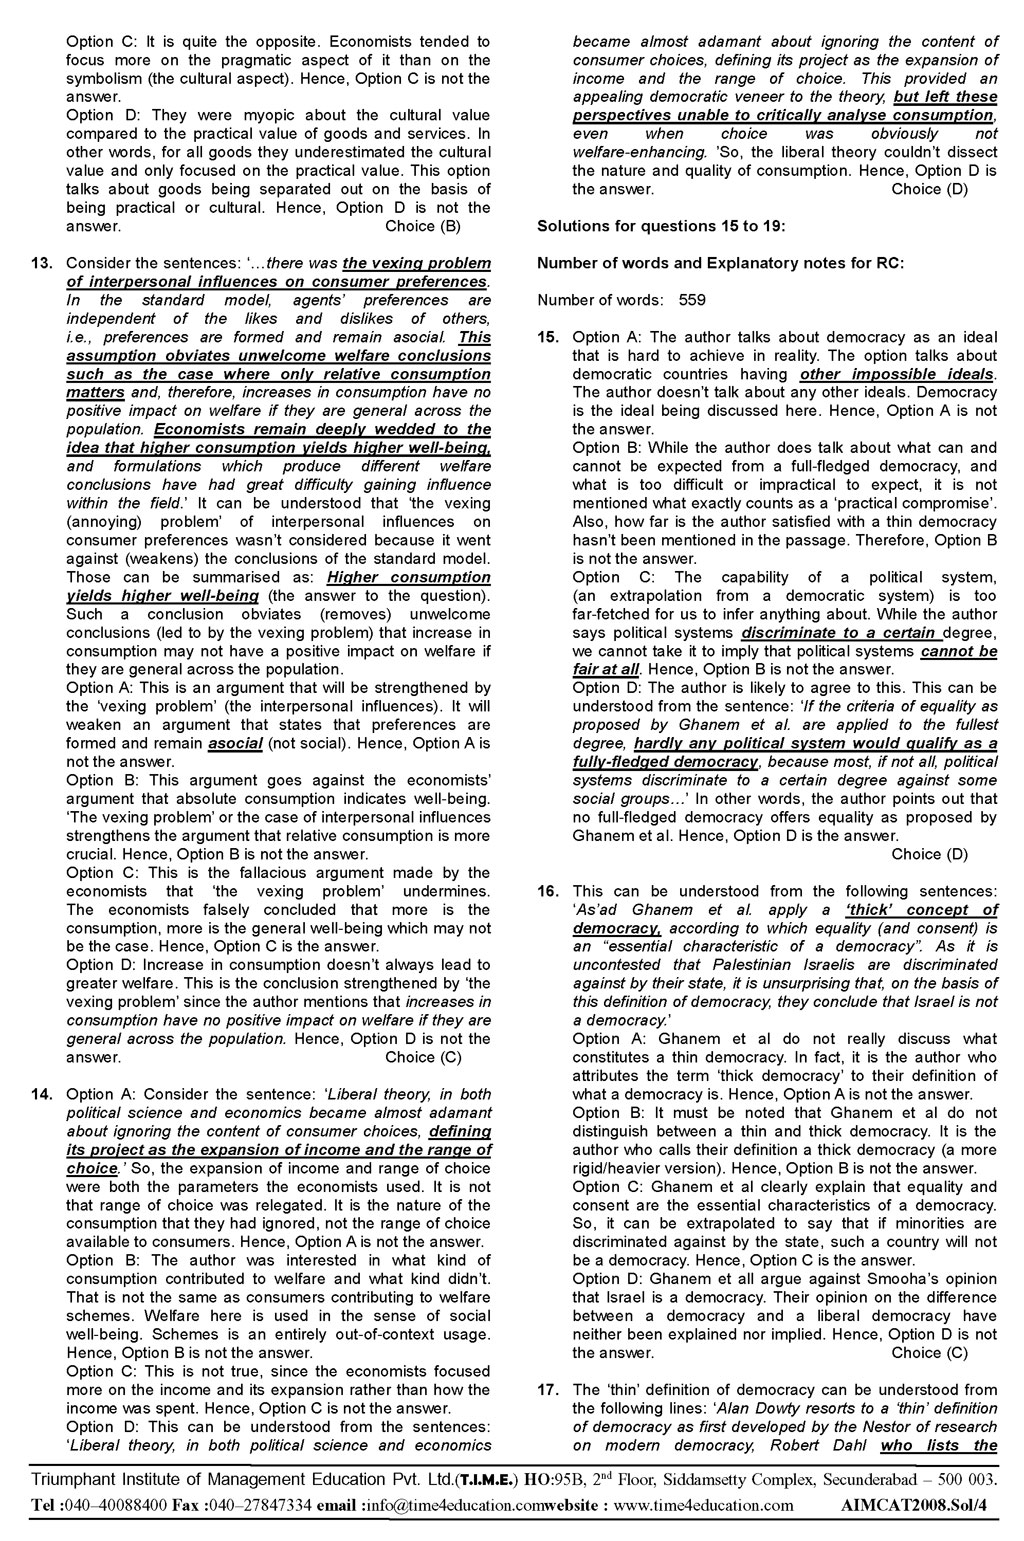 Option C: It is quite the opposite. Economists tended to
focus more on the pragmatic aspect of it than on the
symbolism (the cultural aspect). Hence, Option C is not the
answer.
Option D: They were myopic about the cultural value
compared to the practical value of goods and services. In
other words, for all goods they underestimated the cultural
value and only focused on the practical value. This option
talks about goods being separated out on the basis of
being practical or cultural. Hence, Option D is not the
answer. Choice (B)
13. Consider the sentences: ‘…there was the vexing problem
of interpersonal influences on consumer preferences.
In the standard model, agents’ preferences are
independent of the likes and dislikes of others,
i.e., preferences are formed and remain asocial. This
assumption obviates unwelcome welfare conclusions
such as the case where only relative consumption
matters and, therefore, increases in consumption have no
positive impact on welfare if they are general across the
population. Economists remain deeply wedded to the
idea that higher consumption yields higher well-being,
and formulations which produce different welfare
conclusions have had great difficulty gaining influence
within the field.’ It can be understood that ‘the vexing
(annoying) problem’ of interpersonal influences on
consumer preferences wasn’t considered because it went
against (weakens) the conclusions of the standard model.
Those can be summarised as: Higher consumption
yields higher well-being (the answer to the question).
Such a conclusion obviates (removes) unwelcome
conclusions (led to by the vexing problem) that increase in
consumption may not have a positive impact on welfare if
they are general across the population.
Option A: This is an argument that will be strengthened by
the ‘vexing problem’ (the interpersonal influences). It will
weaken an argument that states that preferences are
formed and remain asocial (not social). Hence, Option A is
not the answer.
Option B: This argument goes against the economists’
argument that absolute consumption indicates well-being.
‘The vexing problem’ or the case of interpersonal influences
strengthens the argument that relative consumption is more
crucial. Hence, Option B is not the answer.
Option C: This is the fallacious argument made by the
economists that ‘the vexing problem’ undermines.
The economists falsely concluded that more is the
consumption, more is the general well-being which may not
be the case. Hence, Option C is the answer.
Option D: Increase in consumption doesn’t always lead to
greater welfare. This is the conclusion strengthened by ‘the
vexing problem’ since the author mentions that increases in
consumption have no positive impact on welfare if they are
general across the population. Hence, Option D is not the
answer. Choice (C)
14. Option A: Consider the sentence: ‘Liberal theory, in both
political science and economics became almost adamant
about ignoring the content of consumer choices, defining
its project as the expansion of income and the range of
choice.’ So, the expansion of income and range of choice
were both the parameters the economists used. It is not
that range of choice was relegated. It is the nature of the
consumption that they had ignored, not the range of choice
available to consumers. Hence, Option A is not the answer.
Option B: The author was interested in what kind of
consumption contributed to welfare and what kind didn’t.
That is not the same as consumers contributing to welfare
schemes. Welfare here is used in the sense of social
well-being. Schemes is an entirely out-of-context usage.
Hence, Option B is not the answer.
Option C: This is not true, since the economists focused
more on the income and its expansion rather than how the
income was spent. Hence, Option C is not the answer.
Option D: This can be understood from the sentences:
‘Liberal theory, in both political science and economics
became almost adamant about ignoring the content of
consumer choices, defining its project as the expansion of
income and the range of choice. This provided an
appealing democratic veneer to the theory, but left these
perspectives unable to critically analyse consumption,
even when choice was obviously not
welfare-enhancing. ’So, the liberal theory couldn’t dissect
the nature and quality of consumption. Hence, Option D is
the answer. Choice (D)
Solutions for questions 15 to 19:
Number of words and Explanatory notes for RC:
Number of words: 559
15. Option A: The author talks about democracy as an ideal
that is hard to achieve in reality. The option talks about
democratic countries having other impossible ideals.
The author doesn’t talk about any other ideals. Democracy
is the ideal being discussed here. Hence, Option A is not
the answer.
Option B: While the author does talk about what can and
cannot be expected from a full-fledged democracy, and
what is too difficult or impractical to expect, it is not
mentioned what exactly counts as a ‘practical compromise’.
Also, how far is the author satisfied with a thin democracy
hasn’t been mentioned in the passage. Therefore, Option B
is not the answer.
Option C: The capability of a political system,
(an extrapolation from a democratic system) is too
far-fetched for us to infer anything about. While the author
says political systems discriminate to a certain degree,
we cannot take it to imply that political systems cannot be
fair at all. Hence, Option B is not the answer.
Option D: The author is likely to agree to this. This can be
understood from the sentence: ‘If the criteria of equality as
proposed by Ghanem et al. are applied to the fullest
degree, hardly any political system would qualify as a
fully-fledged democracy, because most, if not all, political
systems discriminate to a certain degree against some
social groups…’ In other words, the author points out that
no full-fledged democracy offers equality as proposed by
Ghanem et al. Hence, Option D is the answer.
Choice (D)
16. This can be understood from the following sentences:
‘As’ad Ghanem et al. apply a ‘thick’ concept of
democracy, according to which equality (and consent) is
an “essential characteristic of a democracy”. As it is
uncontested that Palestinian Israelis are discriminated
against by their state, it is unsurprising that, on the basis of
this definition of democracy, they conclude that Israel is not
a democracy.’
Option A: Ghanem et al do not really discuss what
constitutes a thin democracy. In fact, it is the author who
attributes the term ‘thick democracy’ to their definition of
what a democracy is. Hence, Option A is not the answer.
Option B: It must be noted that Ghanem et al do not
distinguish between a thin and thick democracy. It is the
author who calls their definition a thick democracy (a more
rigid/heavier version). Hence, Option B is not the answer.
Option C: Ghanem et al clearly explain that equality and
consent are the essential characteristics of a democracy.
So, it can be extrapolated to say that if minorities are
discriminated against by the state, such a country will not
be a democracy. Hence, Option C is the answer.
Option D: Ghanem et all argue against Smooha’s opinion
that Israel is a democracy. Their opinion on the difference
between a democracy and a liberal democracy have
neither been explained nor implied. Hence, Option D is not
the answer. Choice (C)
17. The ‘thin’ definition of democracy can be understood from
the following lines: ‘Alan Dowty resorts to a ‘thin’ definition
of democracy as first developed by the Nestor of research
on modern democracy, Robert Dahl who lists the
Triumphant Institute of Management Education Pvt. Ltd.(T.I.M.E.) HO:95B, 2nd Floor, Siddamsetty Complex, Secunderabad – 500 003.
Tel :040–40088400 Fax :040–27847334 email :info@time4education.comwebsite : www.time4education.com AIMCAT2008.Sol/4